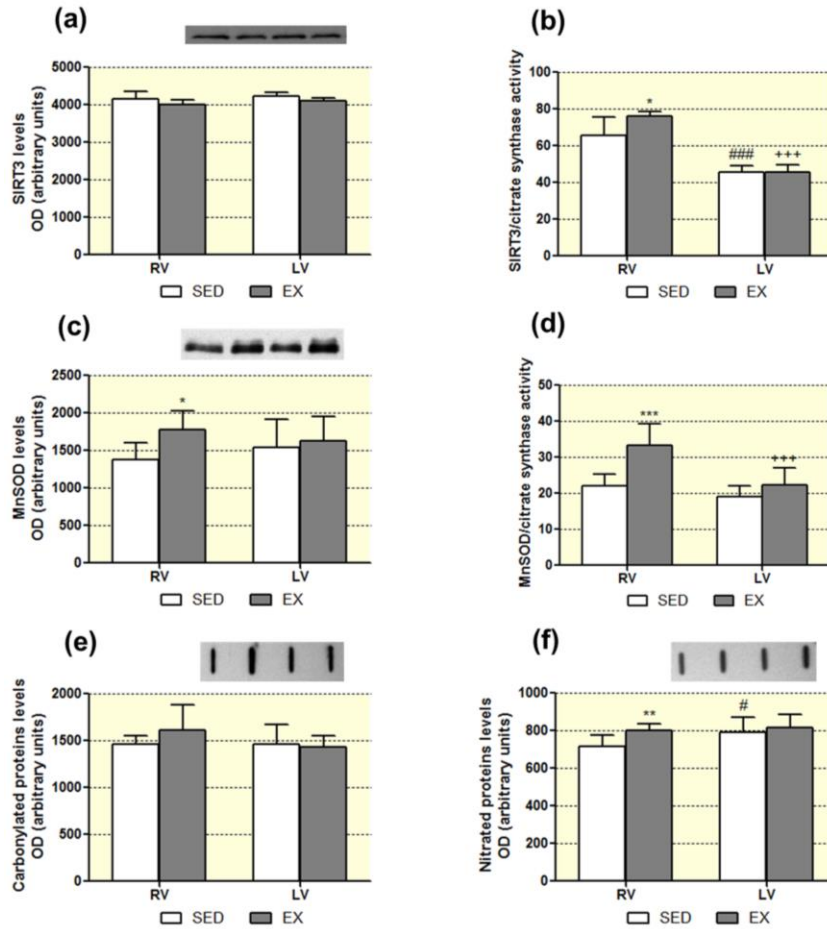 (a)
SIRT3 levels
OD (arbitrary units)
5000
4000
3000
2000
1000
0
RV LV
SED EX
(b)
SIRT3/citrate synthase activity
100
80
60
40
20
0
*
###
+++
RV LV
SED EX
(c)
MnSOD levels
OD (arbitrary units)
2500
2000
1500
1000
500
0
*
RV LV
SED EX
(d)
MnSOD/citrate synthase activity
50
40
30
20
10
0
***
+++
RV LV
SED EX
(e)
Carbonylated proteins levels
OD (arbitrary units)
2000
1500
1000
500
0
RV LV
SED EX
(f)
Nitrated proteins levels
OD (arbitrary units)
1000
800
600
400
200
0
**
#
RV LV
SED EX